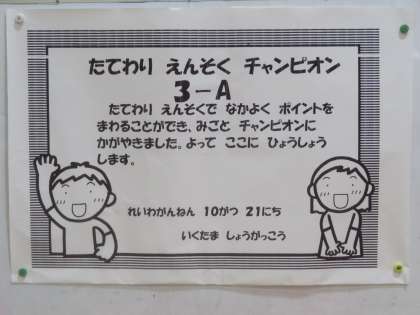 たてわり えんそく チャンピオン
3-A
たてわり えんそくで なかよく ポイントを
まわることができ、みごと チャンピオンに
かがやきました。よって ここに ひょうしょう
します。
れいわがんねん 10がつ 21にち
いくたま しょうがっこう